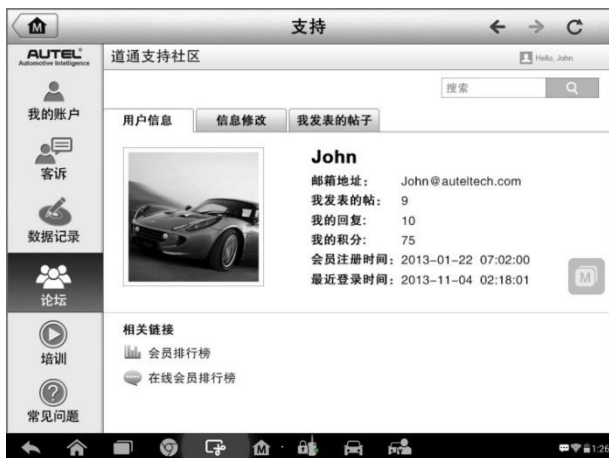 支持
AUTEL
Automotive Intelligence
道通支持社区
Hello, John
搜索
我的账户
客诉
数据记录
论坛
培训
常见问题
用户信息
信息修改
我发表的帖子
John
邮箱地址： John@auteltech.com
我发表的帖： 9
我的回复: 10
我的积分: 75
会员注册时间：2013-01-22 07:02:00
最近登录时间：2013-11-04 02:18:01
M
相关链接
会员排行榜
在线会员排行榜
1:26